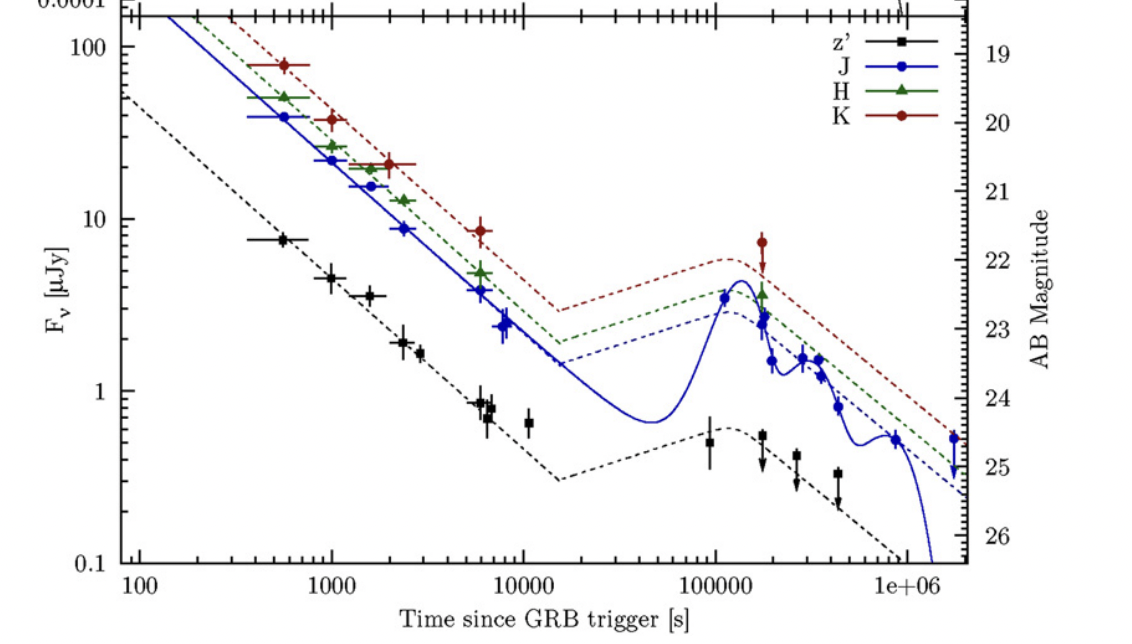 0.0001
100
10
1
0.1
F_ν [μJy]
z'
J
H
K
19
20
21
22
23
24
25
26
AB Magnitude
100 1000 10000 100000 1e+06
Time since GRB trigger [s]